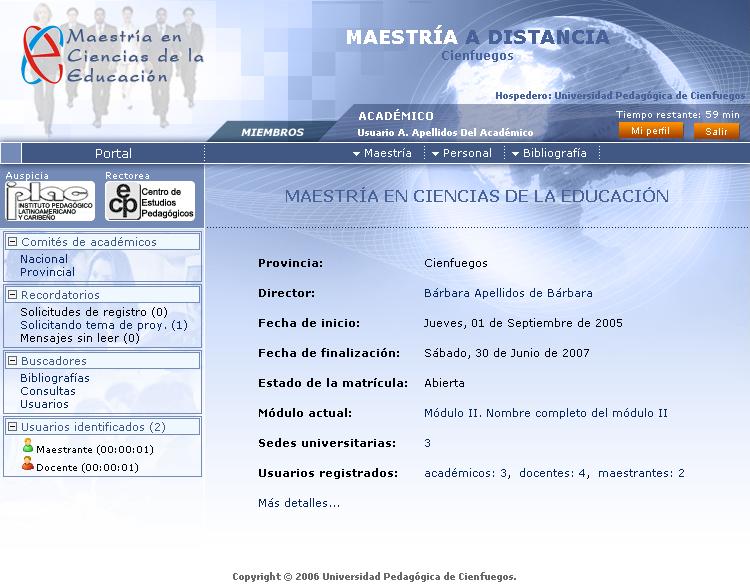 Maestría en
Ciencias de la
Educación
MAESTRÍA A DISTANCIA
Cienfuegos
Hospedero: Universidad Pedagógica de Cienfuegos
MIEMBROS
ACADÉMICO
Usuario A. Apellidos Del Académico
Tiempo restante: 59 min
Mi perfil
Salir
Portal
Maestría
Personal
Bibliografía
Auspicia
Rectorea
iplac
INSTITUTO PEDAGÓGICO
LATINOAMERICANO
Y CARIBEÑO
ecp
Centro de
Estudios
Pedagógicos
MAESTRÍA EN CIENCIAS DE LA EDUCACIÓN
Comités de académicos
Nacional
Provincial
Recordatorios
Solicitudes de registro (0)
Solicitando tema de proy. (1)
Mensajes sin leer (0)
Buscadores
Bibliografías
Consultas
Usuarios
Usuarios identificados (2)
Maestrante (00:00:01)
Docente (00:00:01)
Provincia: Cienfuegos
Director: Bárbara Apellidos de Bárbara
Fecha de inicio: Jueves, 01 de Septiembre de 2005
Fecha de finalización: Sábado, 30 de Junio de 2007
Estado de la matrícula: Abierta
Módulo actual: Módulo II. Nombre completo del módulo II
Sedes universitarias: 3
Usuarios registrados: académicos: 3, docentes: 4, maestrantes: 2
Más detalles...
Copyright © 2006 Universidad Pedagógica de Cienfuegos.